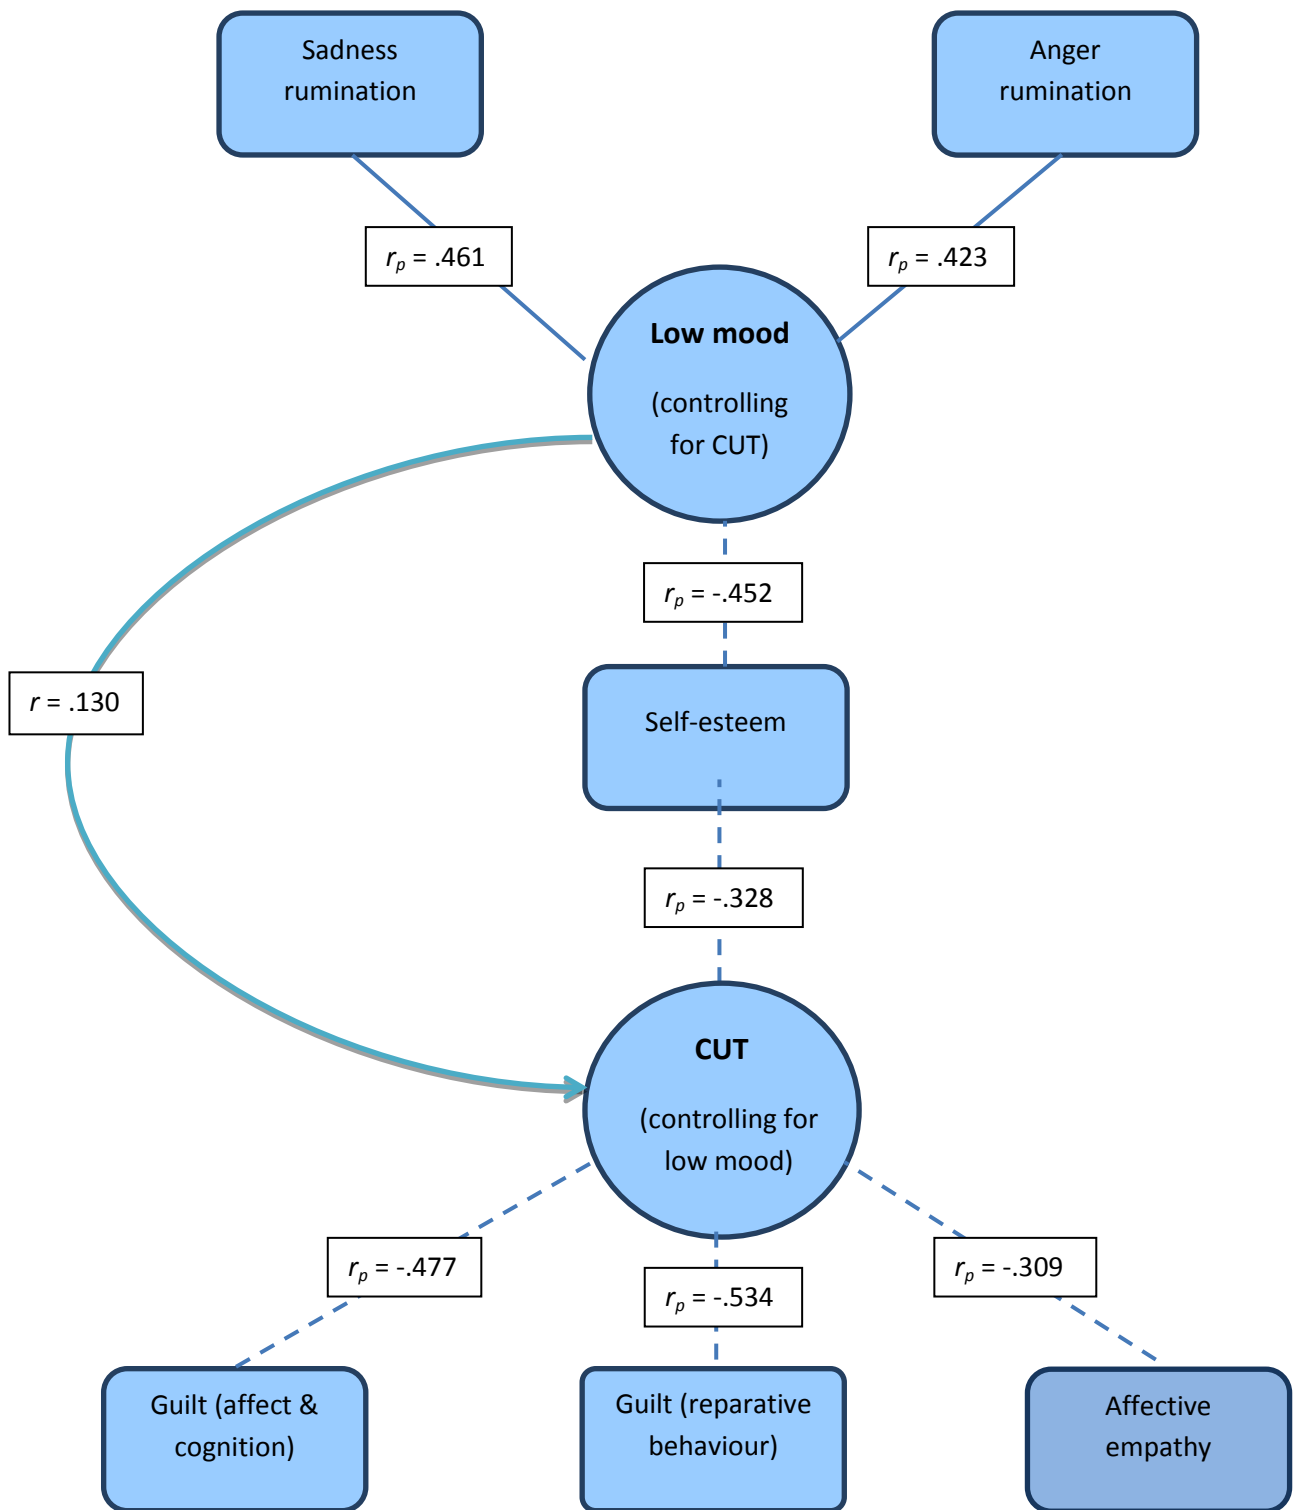 Sadness
rumination
Anger
rumination
rp = .461
rp = .423
Low mood
(controlling
for CUT)
rp = -.452
r = .130
Self-esteem
rp = -.328
CUT
(controlling for
low mood)
rp = -.477
rp = -.534
rp = -.309
Guilt (affect &
cognition)
Guilt (reparative
behaviour)
Affective
empathy